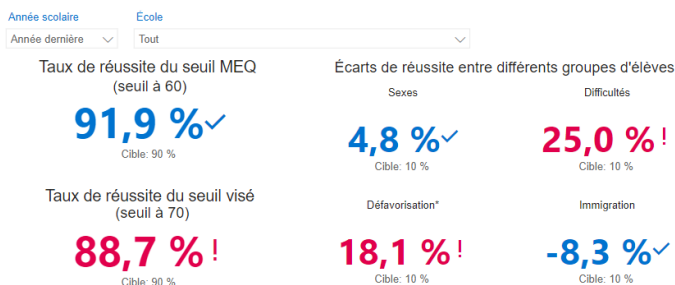 Année scolaire
École
Année dernière
Tout
Taux de réussite du seuil MEQ
(seuil à 60)
91,9 %
Cible: 90 %
Écarts de réussite entre différents groupes d'élèves
Sexes
4,8 %
Cible: 10 %
Difficultés
25,0 % !
Cible: 10 %
Taux de réussite du seuil visé
(seuil à 70)
88,7 % !
Cible: 90 %
Défavorisation*
18,1 % !
Cible: 10 %
Immigration
-8,3 %
Cible: 10 %